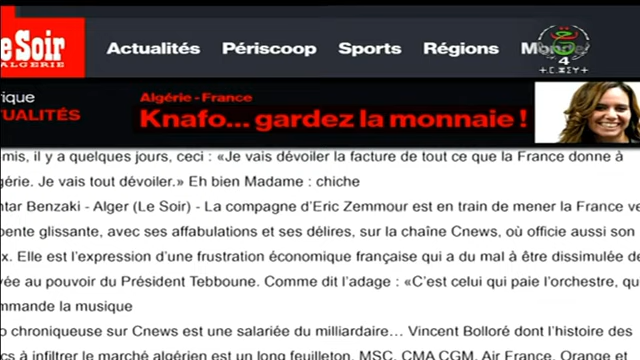 e Soir
ALGERIE
Actualités Périscoop Sports Régions
4
rique
TUALITÉS
Algérie - France
Knafo... gardez la monnaie !
mis, il y a quelques jours, ceci : «Je vais dévoiler la facture de tout ce que la France donne à
gérie. Je vais tout dévoiler.» Eh bien Madame : chiche
ntar Benzaki - Alger (Le Soir) - La compagne d'Eric Zemmour est en train de mener la France ve
pente glissante, avec ses affabulations et ses délires, sur la chaîne Cnews, où officie aussi son
x. Elle est l'expression d'une frustration économique française qui a du mal à être dissimulée de
vée au pouvoir du Président Tebboune. Comme dit l'adage : «C'est celui qui paie l'orchestre, qu
mmande la musique
o chroniqueuse sur Cnews est une salariée du milliardaire… Vincent Bolloré dont l'histoire des
cs à infiltrer le marché algérien est un long feuilleton. MSC, CMA CGM, Air France, Orange et